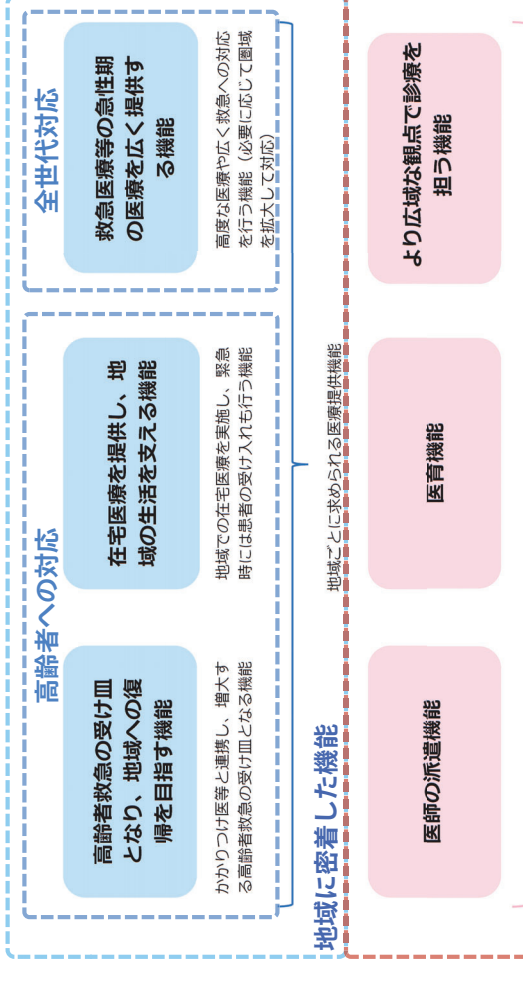 高齢者への対応
高齢者救急の受け皿
となり、地域への復
帰を目指す機能
かかりつけ医等と連携し、増大す
る高齢者救急の受け皿となる機能
在宅医療を提供し、地
域の生活を支える機能
地域での在宅医療を実施し、緊急
時には患者の受け入れも行う機能
全世代対応
救急医療等の急性期
の医療を広く提供す
る機能
高度な医療や広く救急への対応
を行う機能（必要に応じて圏域
を拡大して対応）
地域ごとに求められる医療提供機能
地域に密着した機能
医師の派遣機能
医育機能
より広域な観点で診療を
担う機能